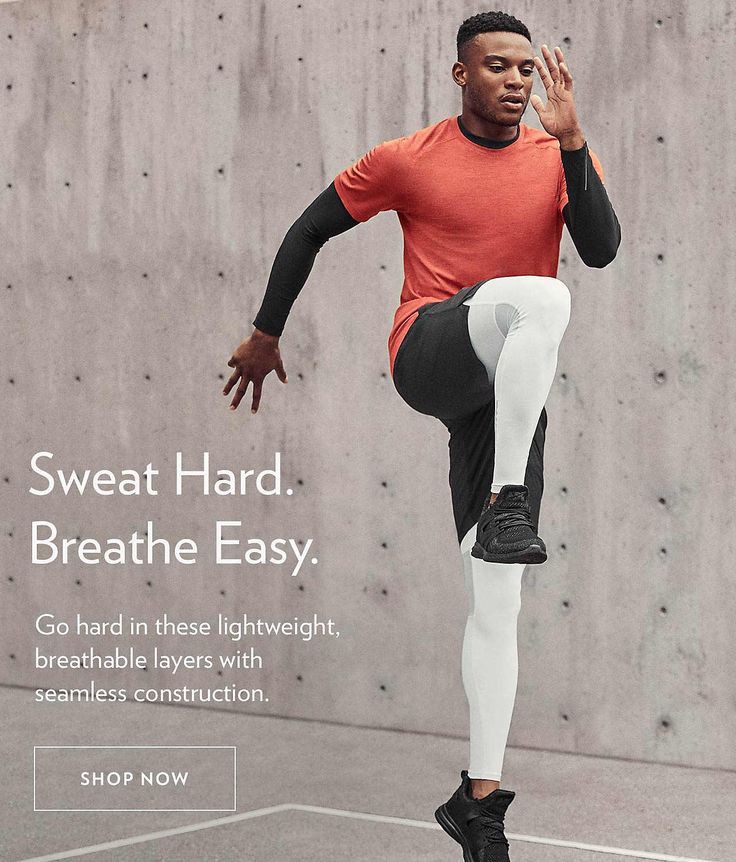 Sweat Hard.
Breathe Easy.
Go hard in these lightweight,
breathable layers with
seamless construction.
SHOP NOW